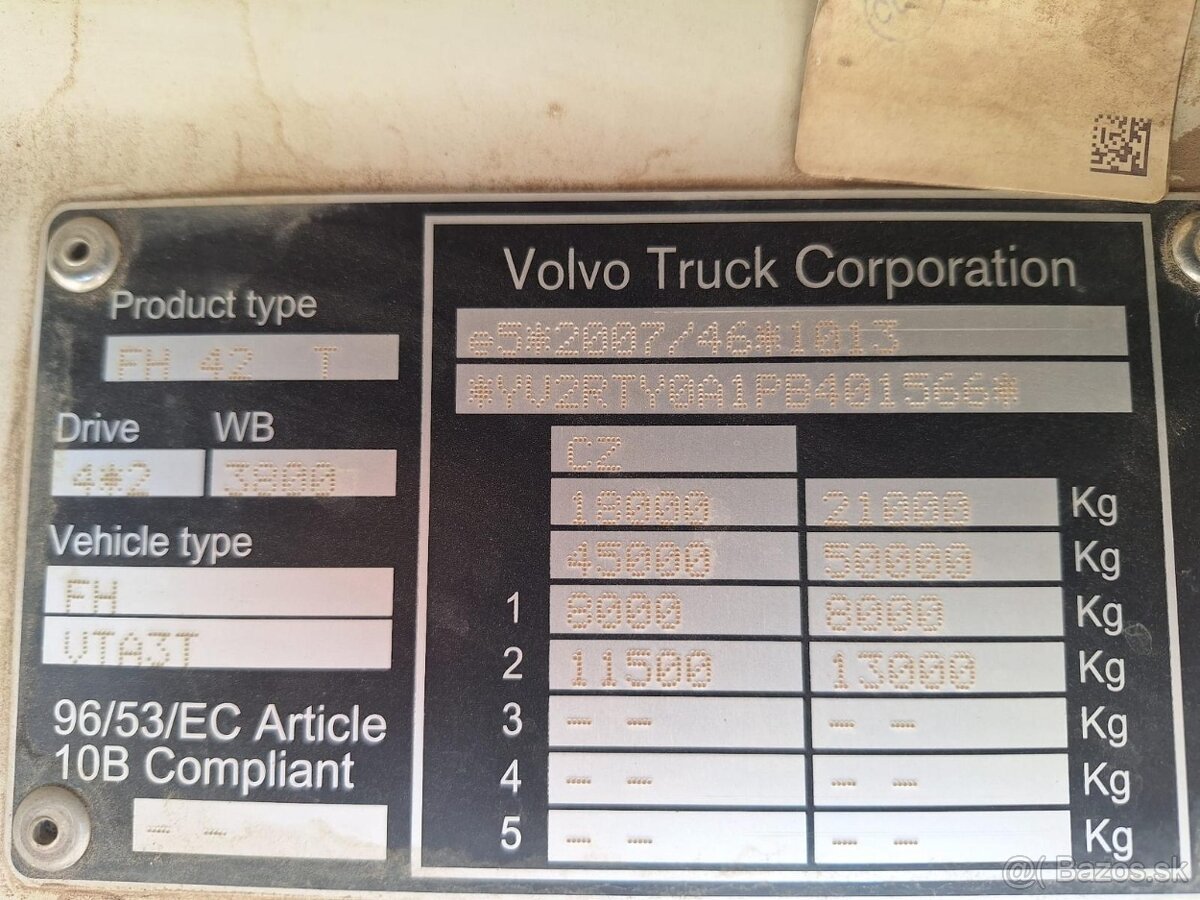 Product type
FH 42 T
Drive WB
4*2 3800
Vehicle type
FH
VTA3T
96/53/EC Article
10B Compliant
-- --
Volvo Truck Corporation
e5*2007/46*1013
*YV2RTY0A1PB401566#
CZ
18000 21000 Kg
45000 50000 Kg
1 8000 8000 Kg
2 11500 13000 Kg
3 -- -- -- -- Kg
4 -- -- -- -- Kg
5 -- -- -- -- Kg
@( Bazos.sk